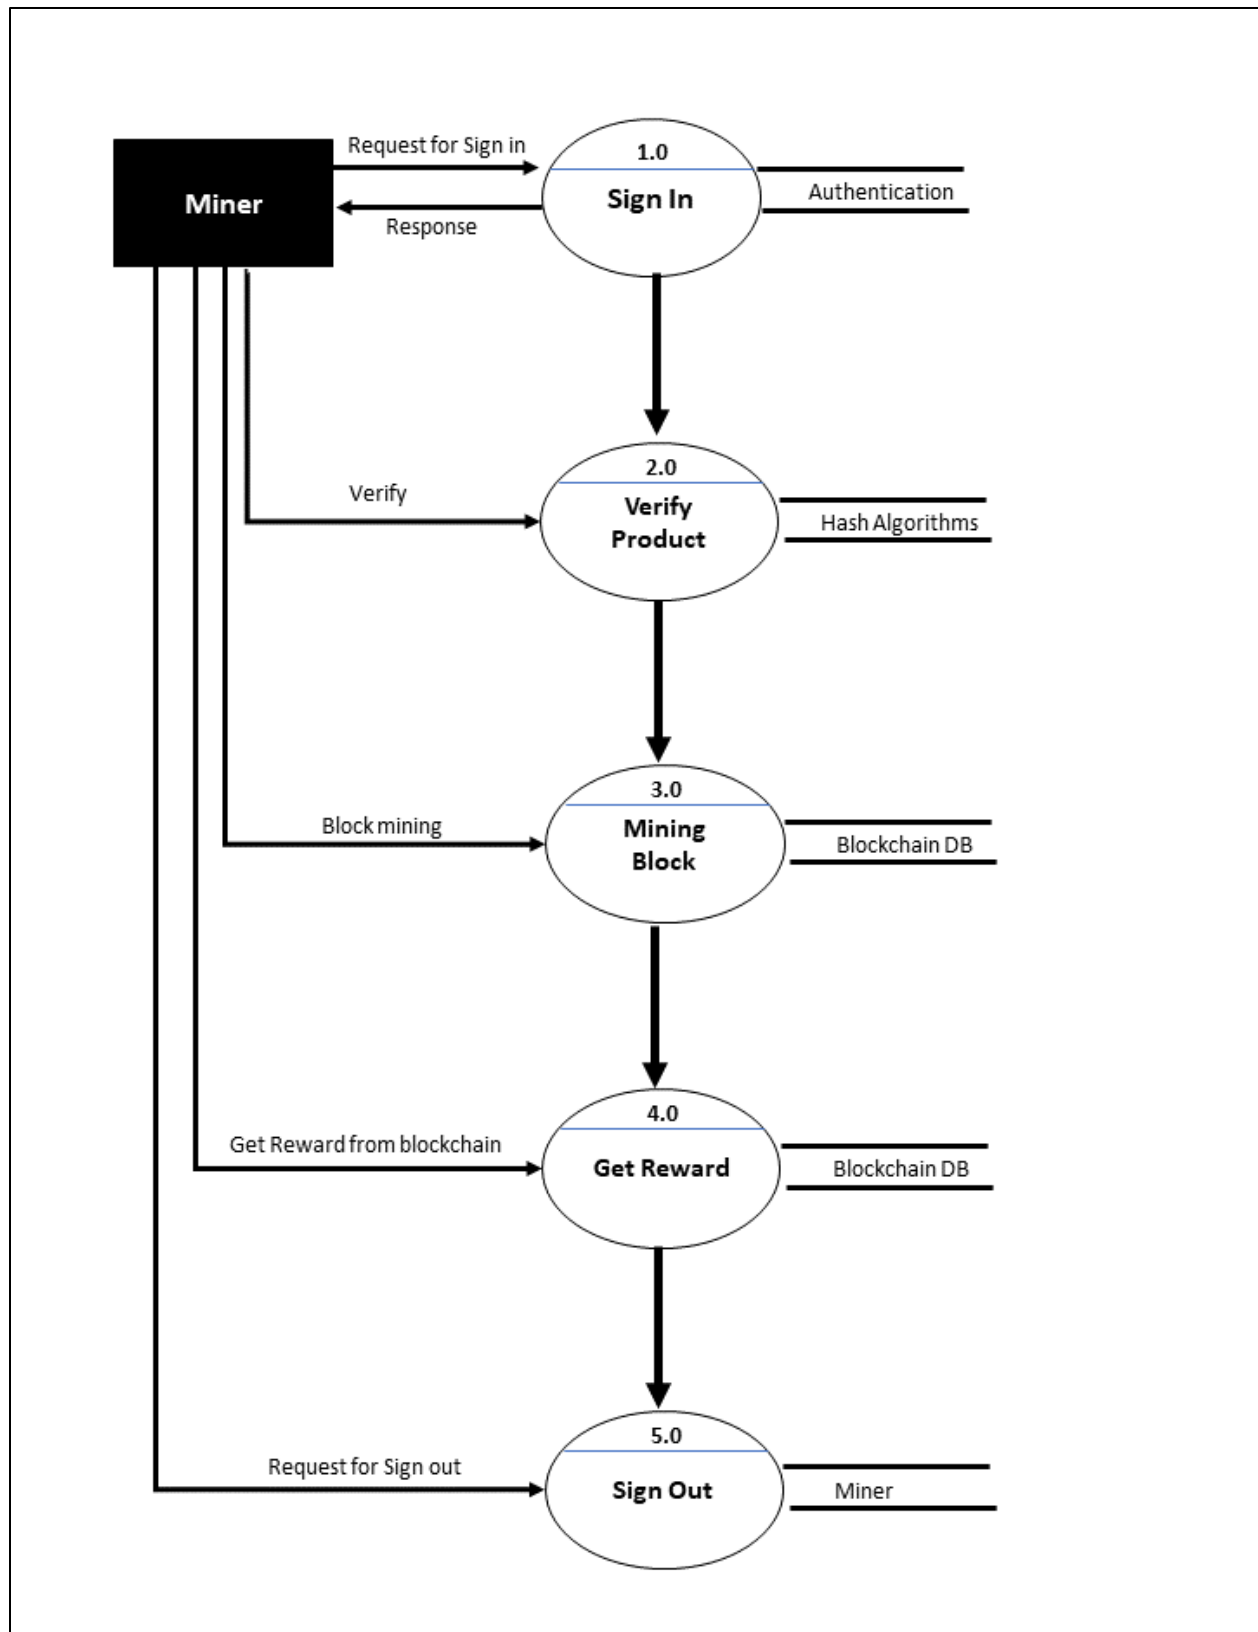 Miner
Request for Sign in
Response
1.0
Sign In
Authentication
Verify
2.0
Verify
Product
Hash Algorithms
Block mining
3.0
Mining
Block
Blockchain DB
Get Reward from blockchain
4.0
Get Reward
Blockchain DB
Request for Sign out
5.0
Sign Out
Miner